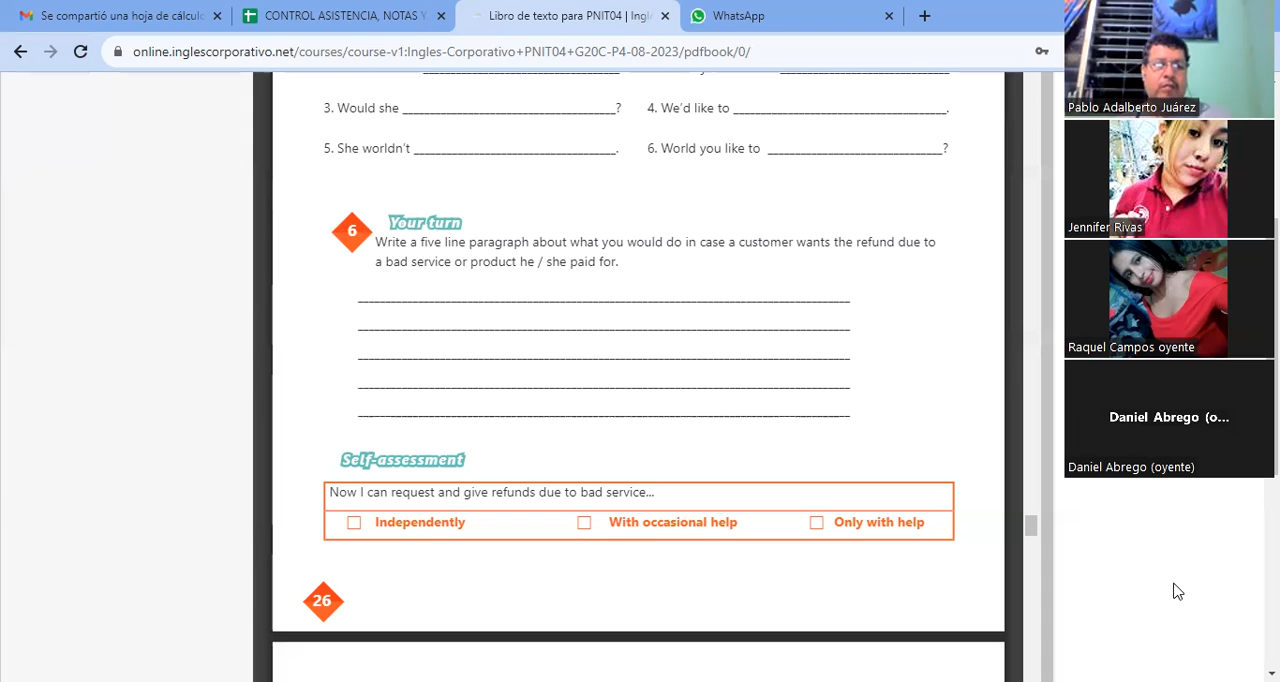 Se compartió una hoja de cálculo
CONTROL ASISTENCIA, NOTAS Y
Libro de texto para PNIT04 | Ingl
WhatsApp
online.inglescorporativo.net/courses/course-v1:Ingles-Corporativo+PNIT04+G20C-P4-08-2023/pdfbook/0/
3. Would she ____________________?
4. We'd like to ____________________.
5. She worldn't ____________________.
6. World you like to ____________________?
6
Your turn
Write a five line paragraph about what you would do in case a customer wants the refund due to
a bad service or product he / she paid for.
Self-assessment
Now I can request and give refunds due to bad service...
Independently
With occasional help
Only with help
26
Pablo Adalberto Juárez
Jennifer Rivas
Raquel Campos oyente
Daniel Abrego (o...
Daniel Abrego (oyente)